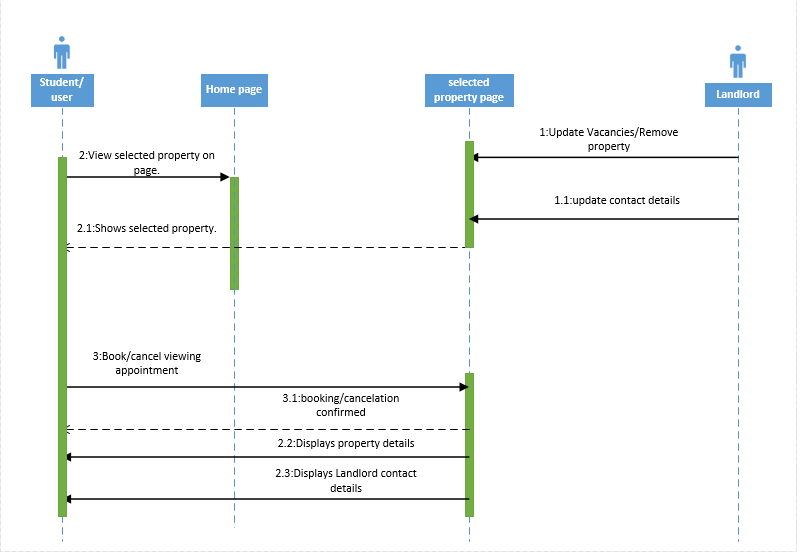 Student/
user
Home page
selected
property page
Landlord
1:Update Vacancies/Remove
property
2:View selected property on
page.
1.1:update contact details
2.1:Shows selected property.
3:Book/cancel viewing
appointment
3.1:booking/cancelation
confirmed
2.2:Displays property details
2.3:Displays Landlord contact
details